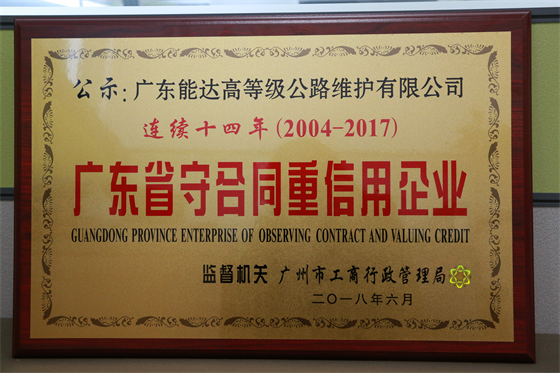 公示：广东能达高等级公路维护有限公司
连续十四年(2004-2017)
广东省守合同重信用企业
GUANGDONG PROVINCE ENTERPRISE OF OBSERVING CONTRACT AND VALUING CREDIT
监督机关 广州市工商行政管理局
二〇一八年六月